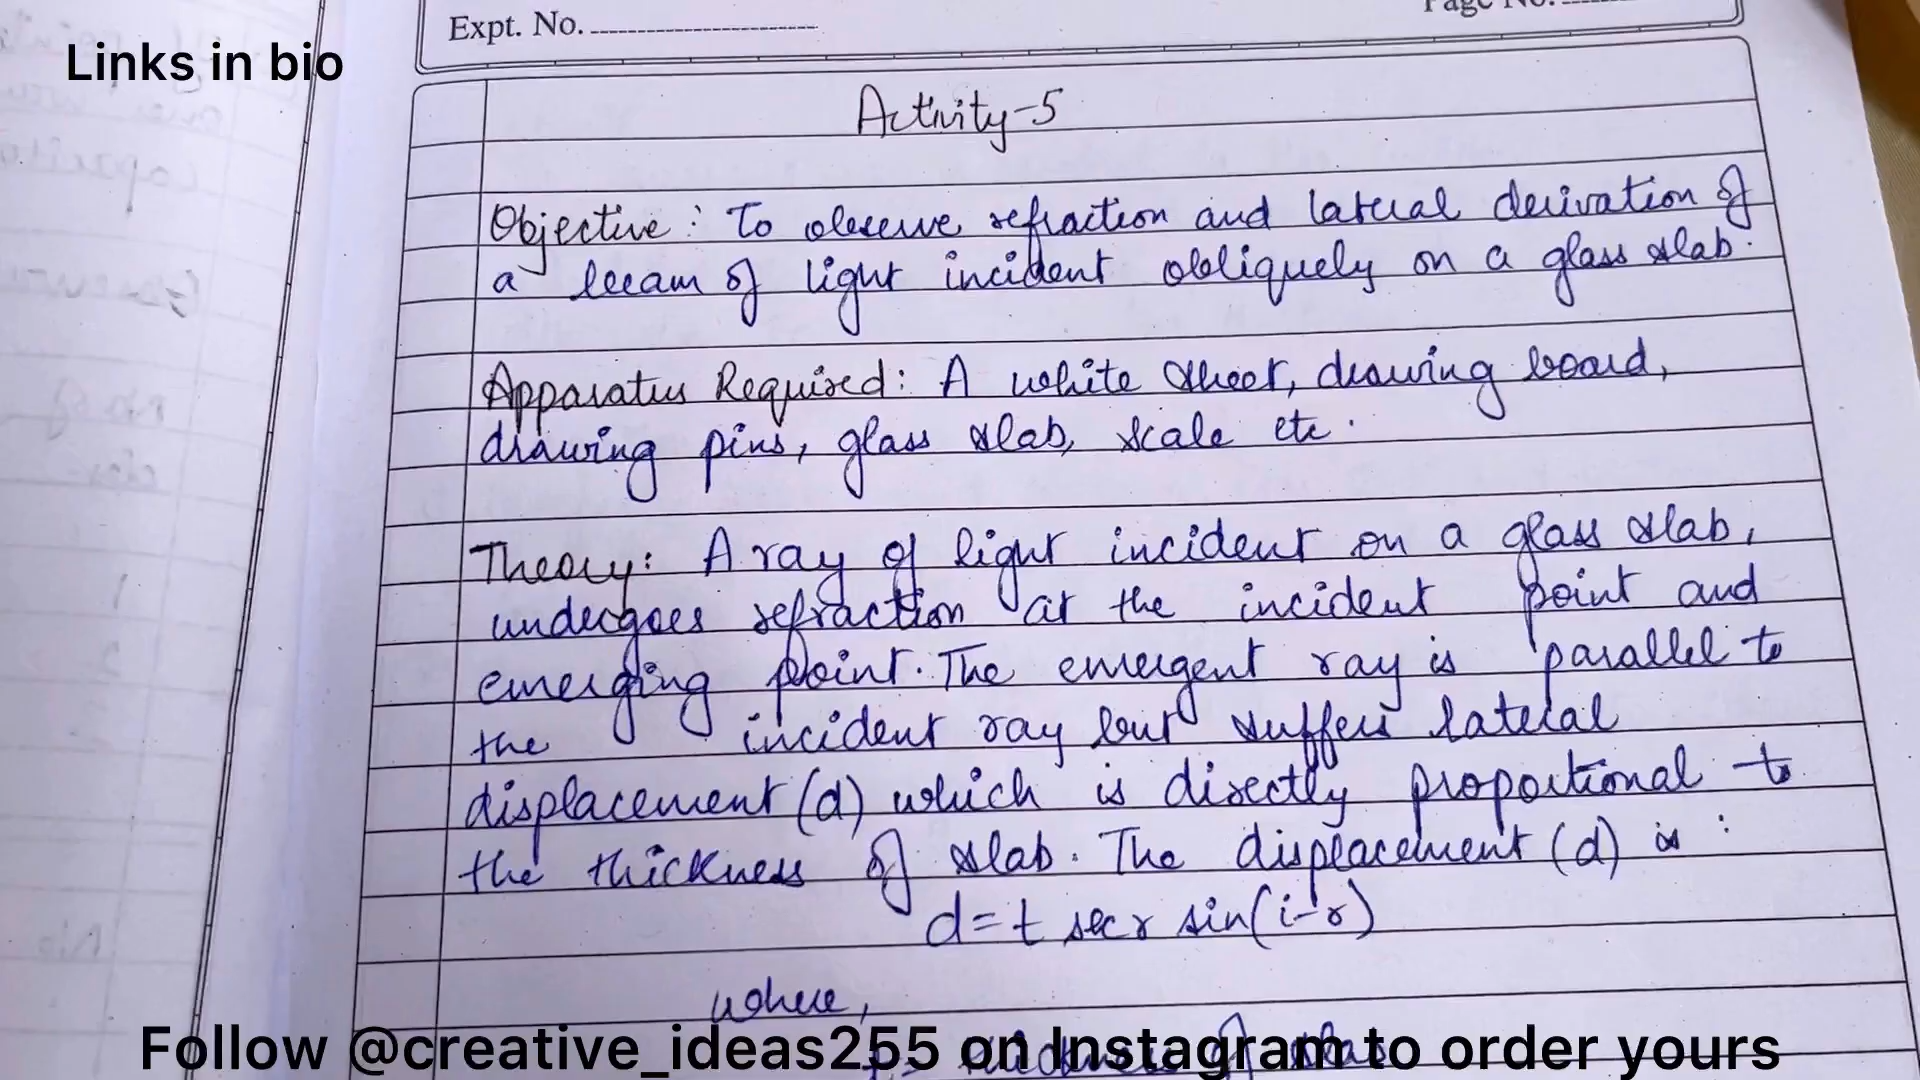 Page No.
Expt. No.
Links in bio
Activity-5
Objective: To observe refraction and lateral derivation of
a beam of light incident obliquely on a glass slab.
Apparatus Required: A white sheet, drawing board,
drawing pins, glass slab, scale etc.
Theory: A ray of light incident on a glass slab,
undergoes refraction at the incident point and
emerging point. The emergent ray is parallel to
the incident ray but suffers lateral
displacement (d) which is directly proportional to
the thickness of slab. The displacement (d) is:
d = t sec r sin(i-r)
where,
Follow @creative_ideas255 on Instagram to order yours